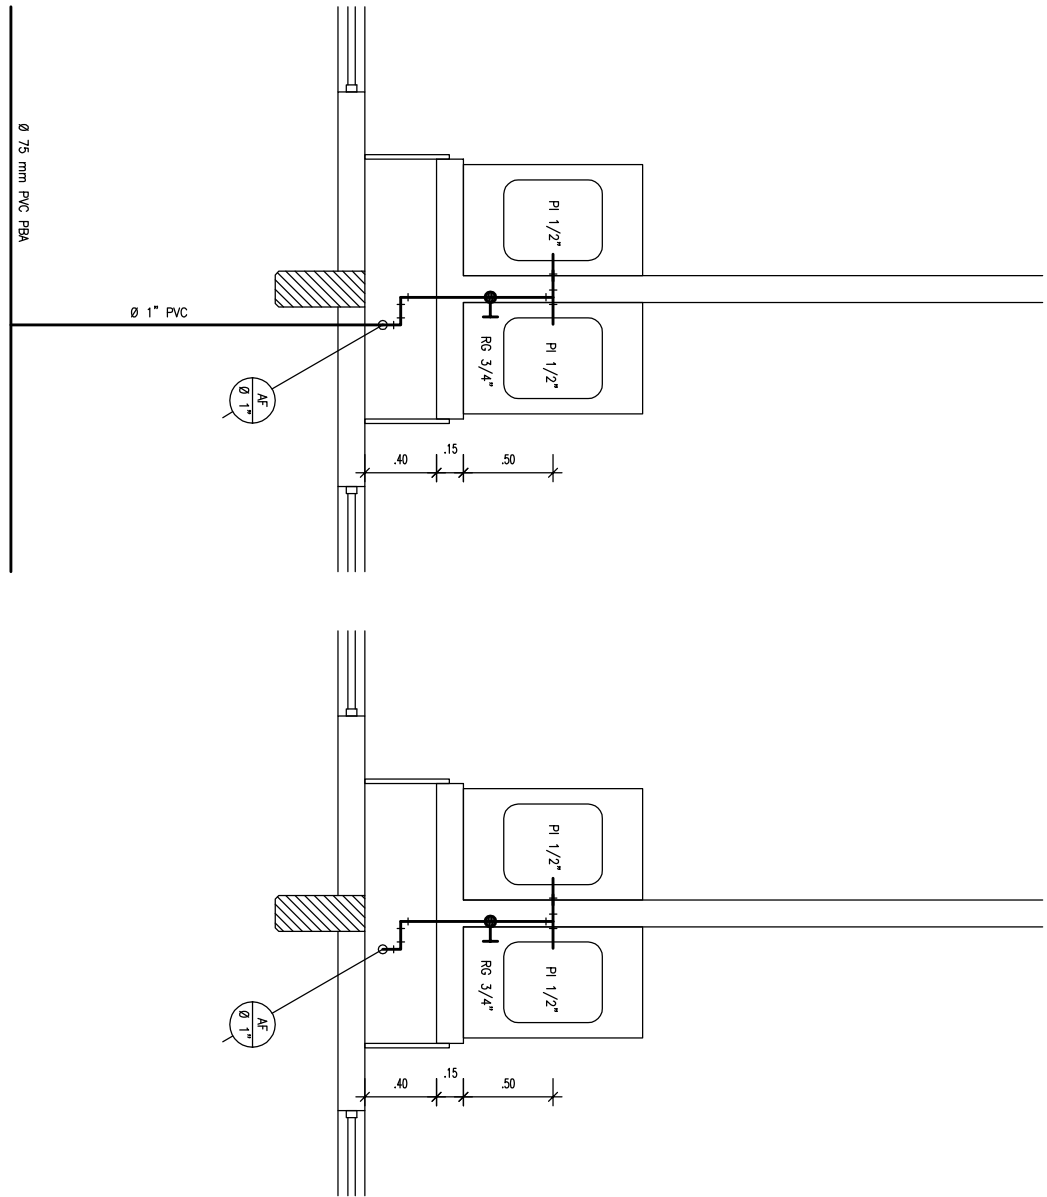 Ø 75 mm PVC PBA
PI 1/2"
Ø 1" PVC
RG 3/4"
PI 1/2"
AF
Ø 1"
.40
.15
.50
PI 1/2"
RG 3/4"
PI 1/2"
AF
Ø 1"
.40
.15
.50